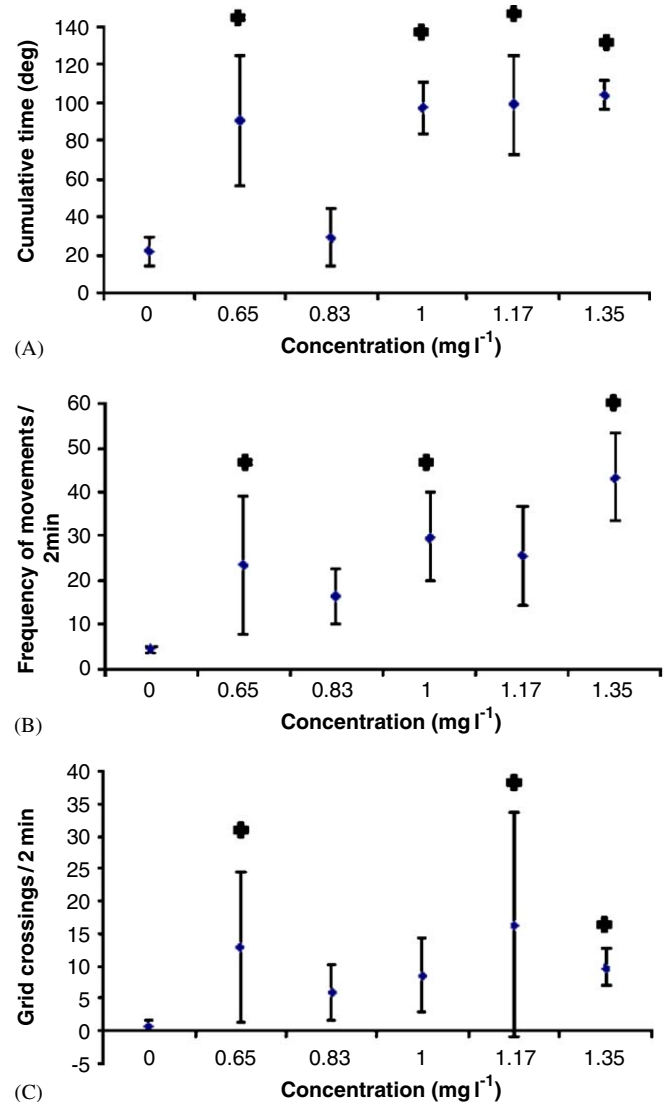 140
120
100
80
60
40
20
0
Cumulative time (deg)
0 0.65 0.83 1 1.17 1.35
(A) Concentration (mg l⁻¹)
60
50
40
30
20
10
0
Frequency of movements/
2min
0 0.65 0.83 1 1.17 1.35
(B) Concentration (mg l⁻¹)
40
35
30
25
20
15
10
5
0
-5
Grid crossings/2 min
0 0.65 0.83 1 1.17 1.35
(C) Concentration (mg l⁻¹)